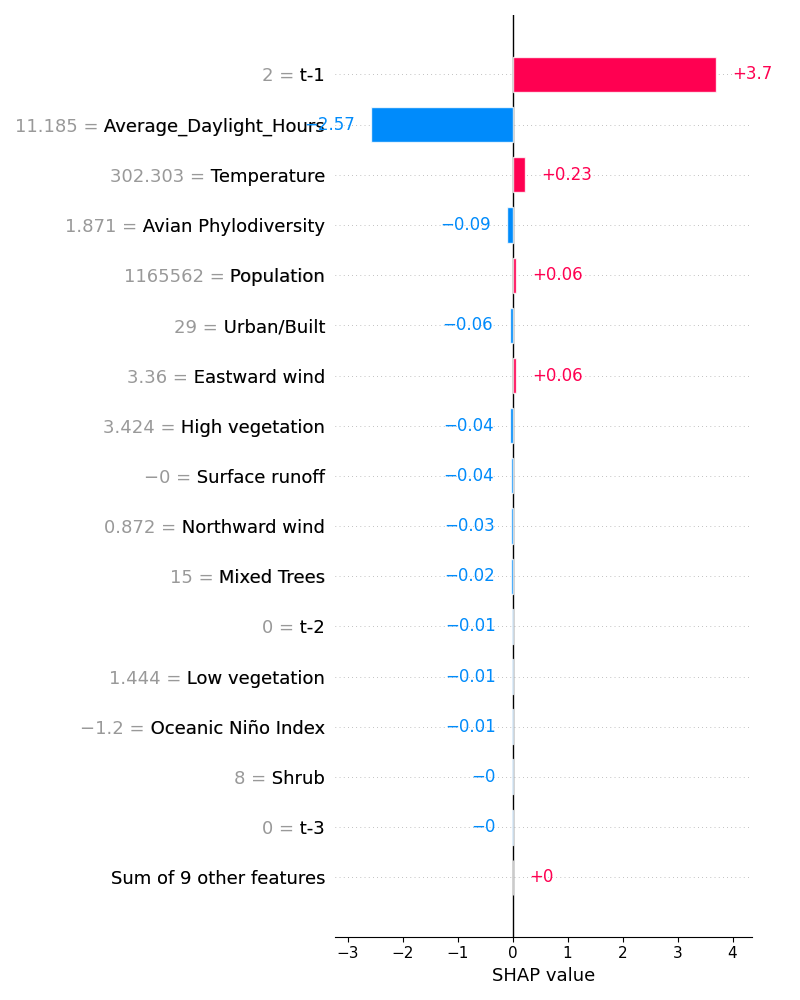 2 = t-1 +3.7
11.185 = Average_Daylight_Hours −2.57
302.303 = Temperature +0.23
1.871 = Avian Phylodiversity −0.09
1165562 = Population +0.06
29 = Urban/Built −0.06
3.36 = Eastward wind +0.06
3.424 = High vegetation −0.04
−0 = Surface runoff −0.04
0.872 = Northward wind −0.03
15 = Mixed Trees −0.02
0 = t-2 −0.01
1.444 = Low vegetation −0.01
−1.2 = Oceanic Niño Index −0.01
8 = Shrub −0
0 = t-3 −0
Sum of 9 other features +0
−3 −2 −1 0 1 2 3 4
SHAP value